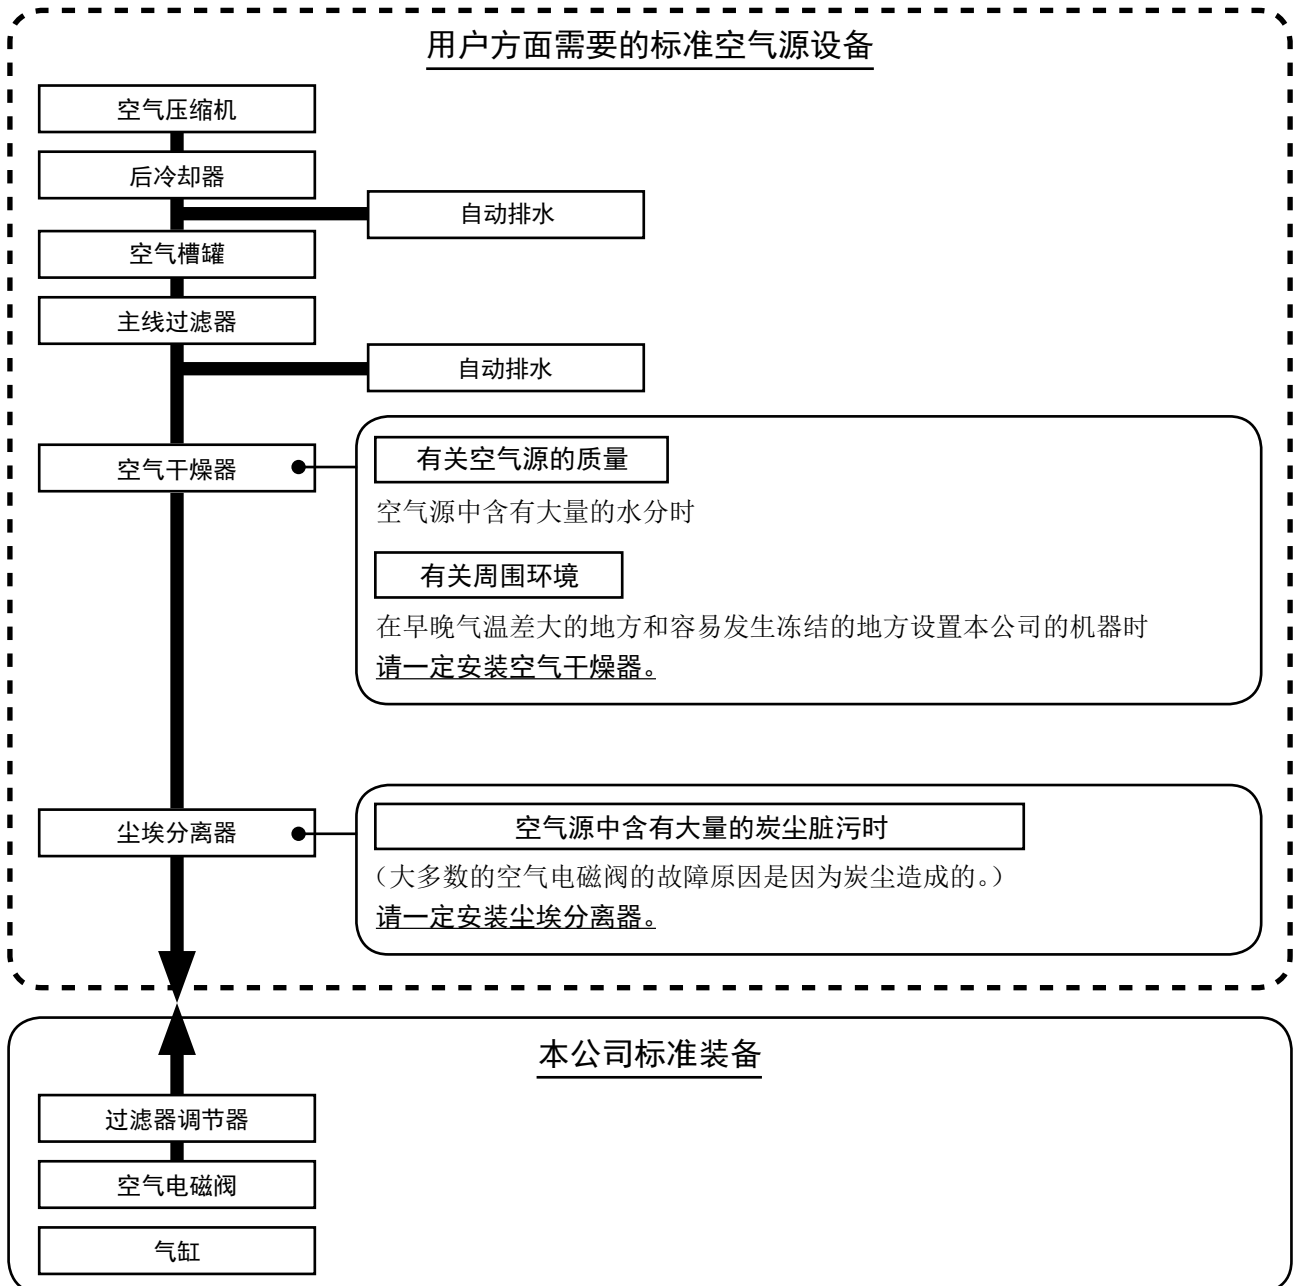 用户方面需要的标准空气源设备
空气压缩机
后冷却器
自动排水
空气槽罐
主线过滤器
自动排水
空气干燥器
有关空气源的质量
空气源中含有大量的水分时
有关周围环境
在早晚气温差大的地方和容易发生冻结的地方设置本公司的机器时
请一定安装空气干燥器。
尘埃分离器
空气源中含有大量的炭尘脏污时
（大多数的空气电磁阀的故障原因是因为炭尘造成的。）
请一定安装尘埃分离器。
本公司标准装备
过滤器调节器
空气电磁阀
气缸